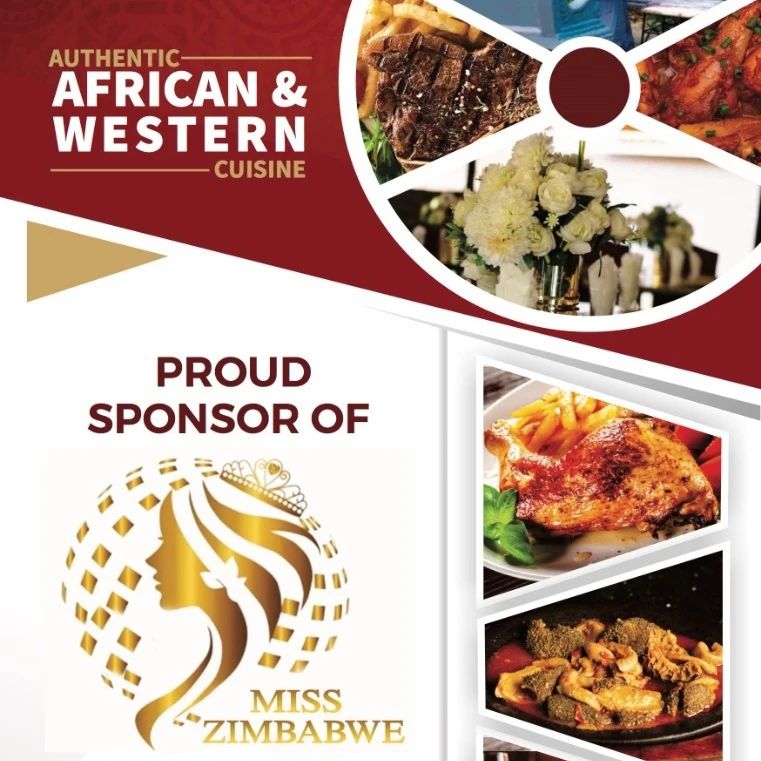 AUTHENTIC
AFRICAN &
WESTERN
CUISINE
PROUD
SPONSOR OF
MISS
ZIMBABWE